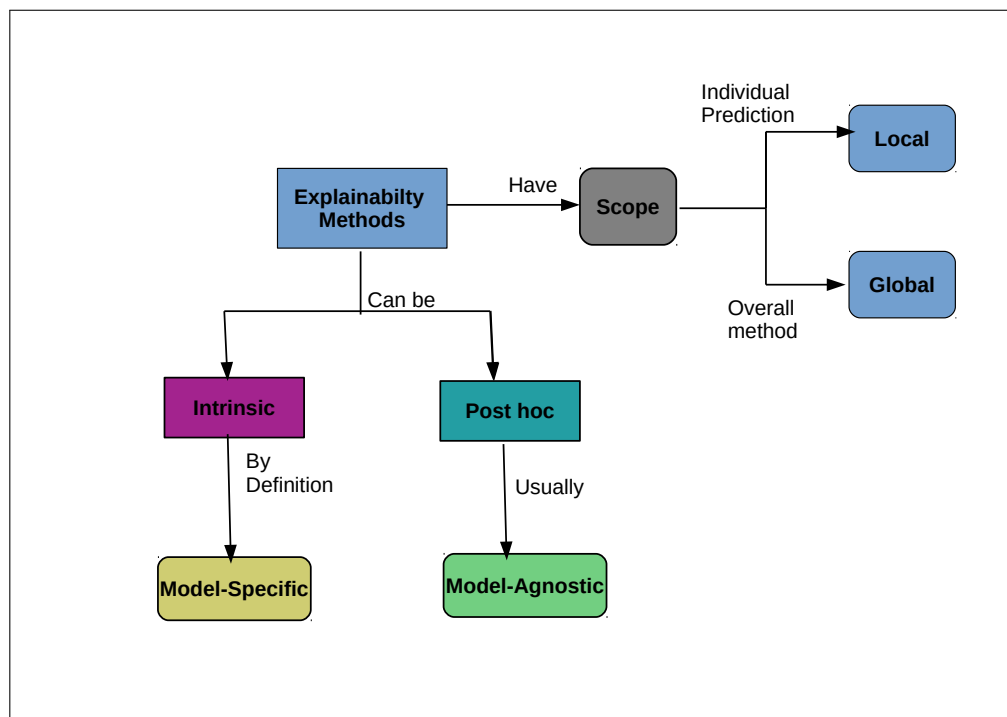 Individual
Prediction
Local
Explainabilty
Methods
Have
Scope
Global
Can be
Overall
method
Intrinsic
Post hoc
By
Definition
Usually
Model-Specific
Model-Agnostic